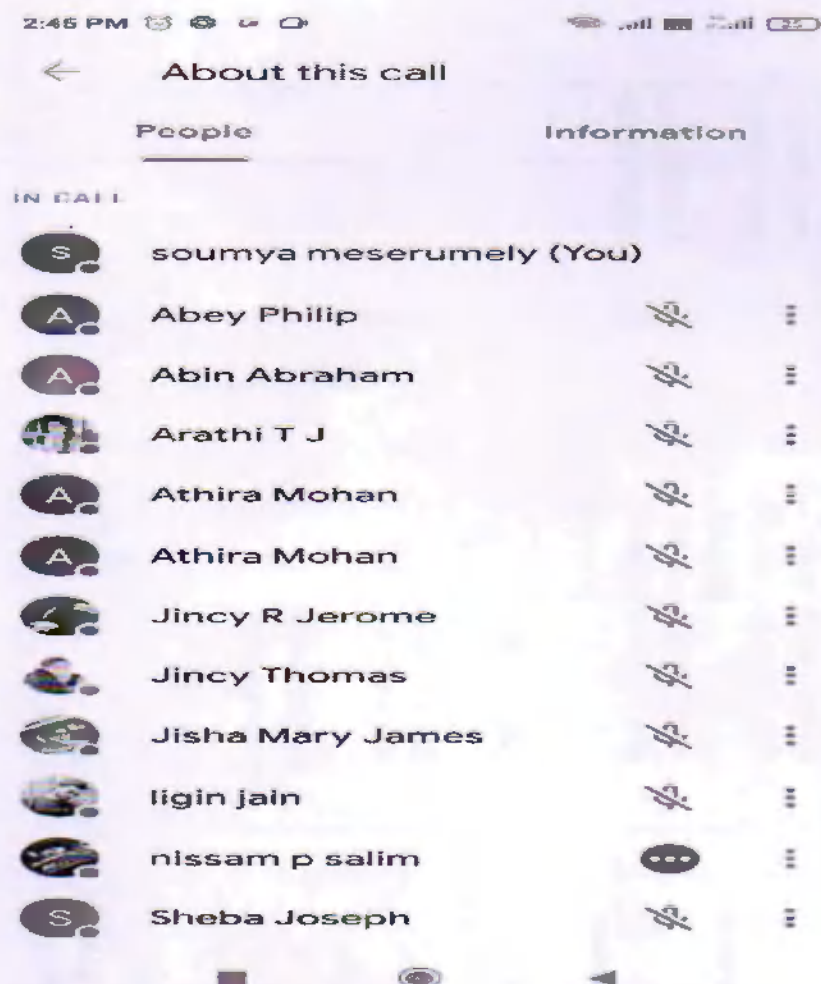 2:45 PM
About this call
People Information
IN CALL
S soumya meserumely (You)
A Abey Philip
A Abin Abraham
Arathi T J
A Athira Mohan
A Athira Mohan
Jincy R Jerome
Jincy Thomas
Jisha Mary James
ligin jain
nissam p salim
S Sheba Joseph